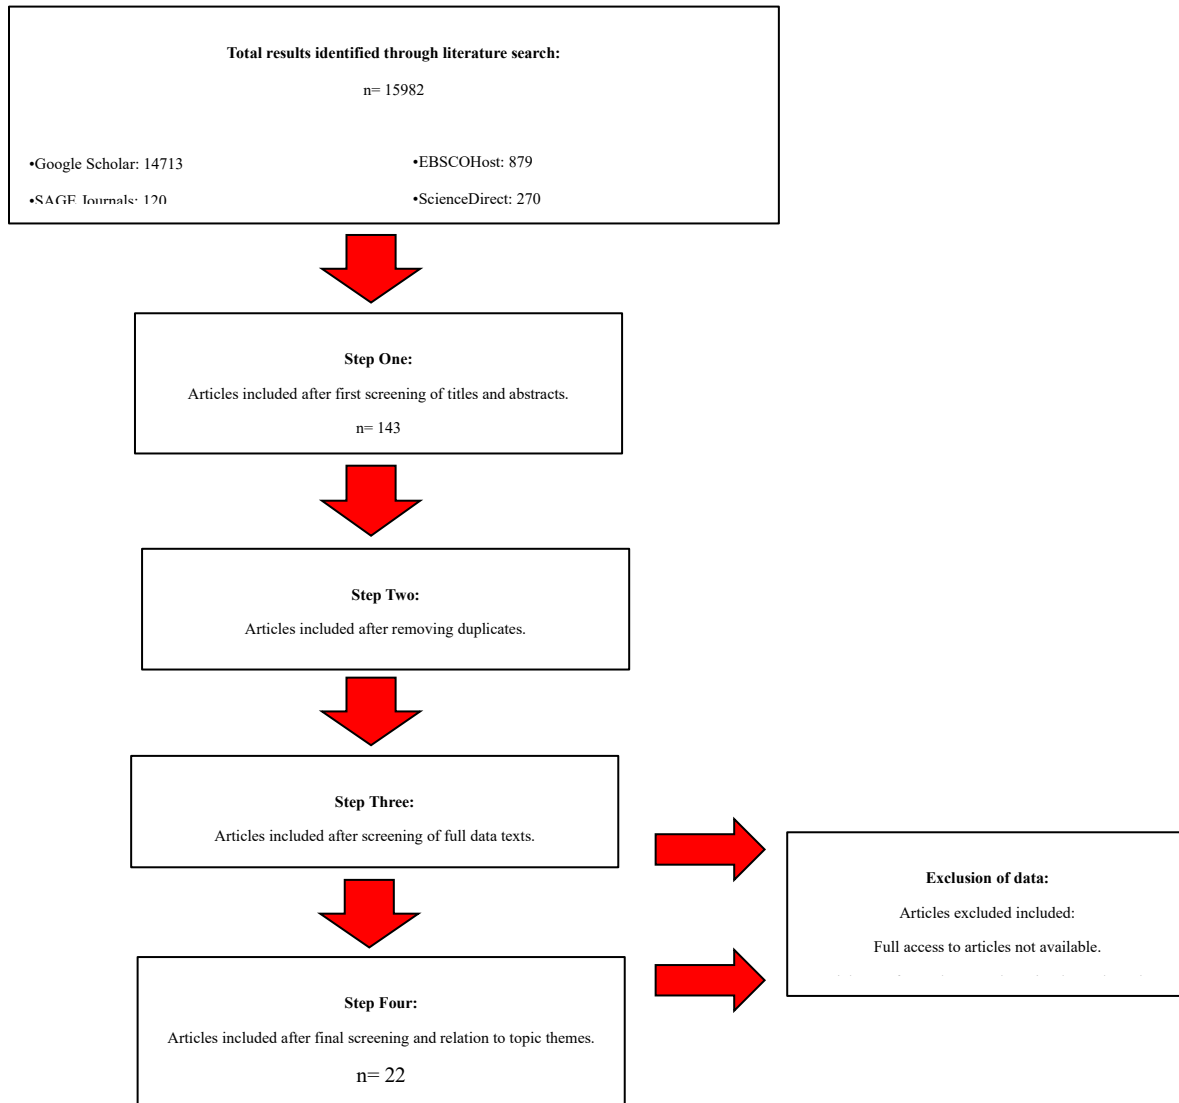 Total results identified through literature search:
n= 15982
•Google Scholar: 14713
•EBSCOHost: 879
•SAGE Journals: 120
•ScienceDirect: 270
Step One:
Articles included after first screening of titles and abstracts.
n= 143
Step Two:
Articles included after removing duplicates.
Step Three:
Articles included after screening of full data texts.
Exclusion of data:
Articles excluded included:
Full access to articles not available.
Step Four:
Articles included after final screening and relation to topic themes.
n= 22